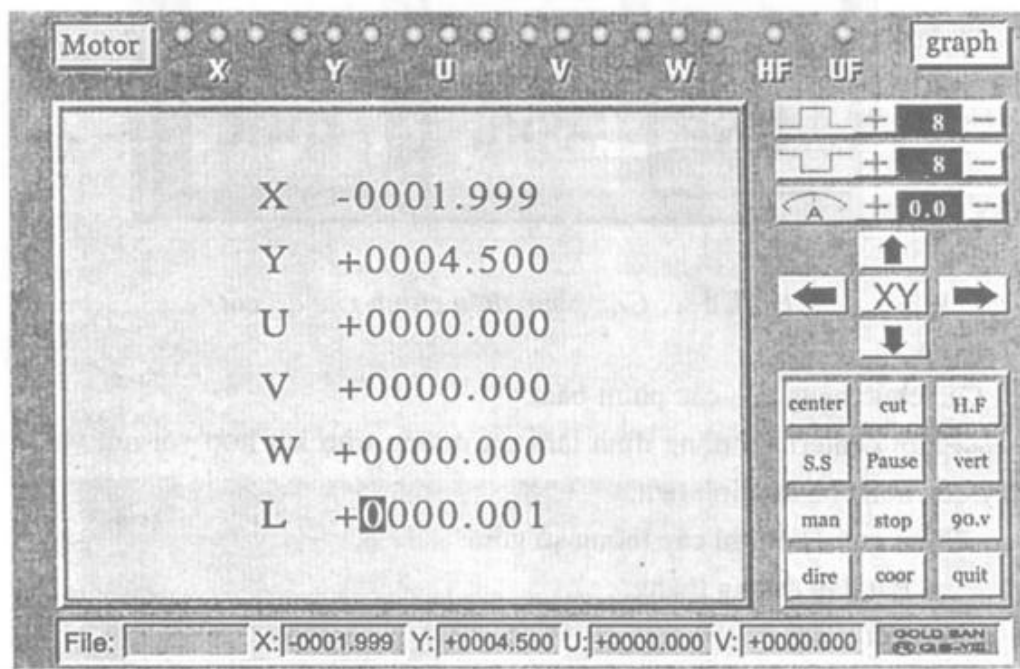 Motor
graph
X Y U V W HF UF
8
8
0.0
A
X -0001.999
Y +0004.500
U +0000.000
V +0000.000
W +0000.000
L +0000.001
XY
center cut H.F
S.S Pause vert
man stop 90.v
dire coor quit
File: X: -0001.999 Y: +0004.500 U: +0000.000 V: +0000.000
GOLD SAN